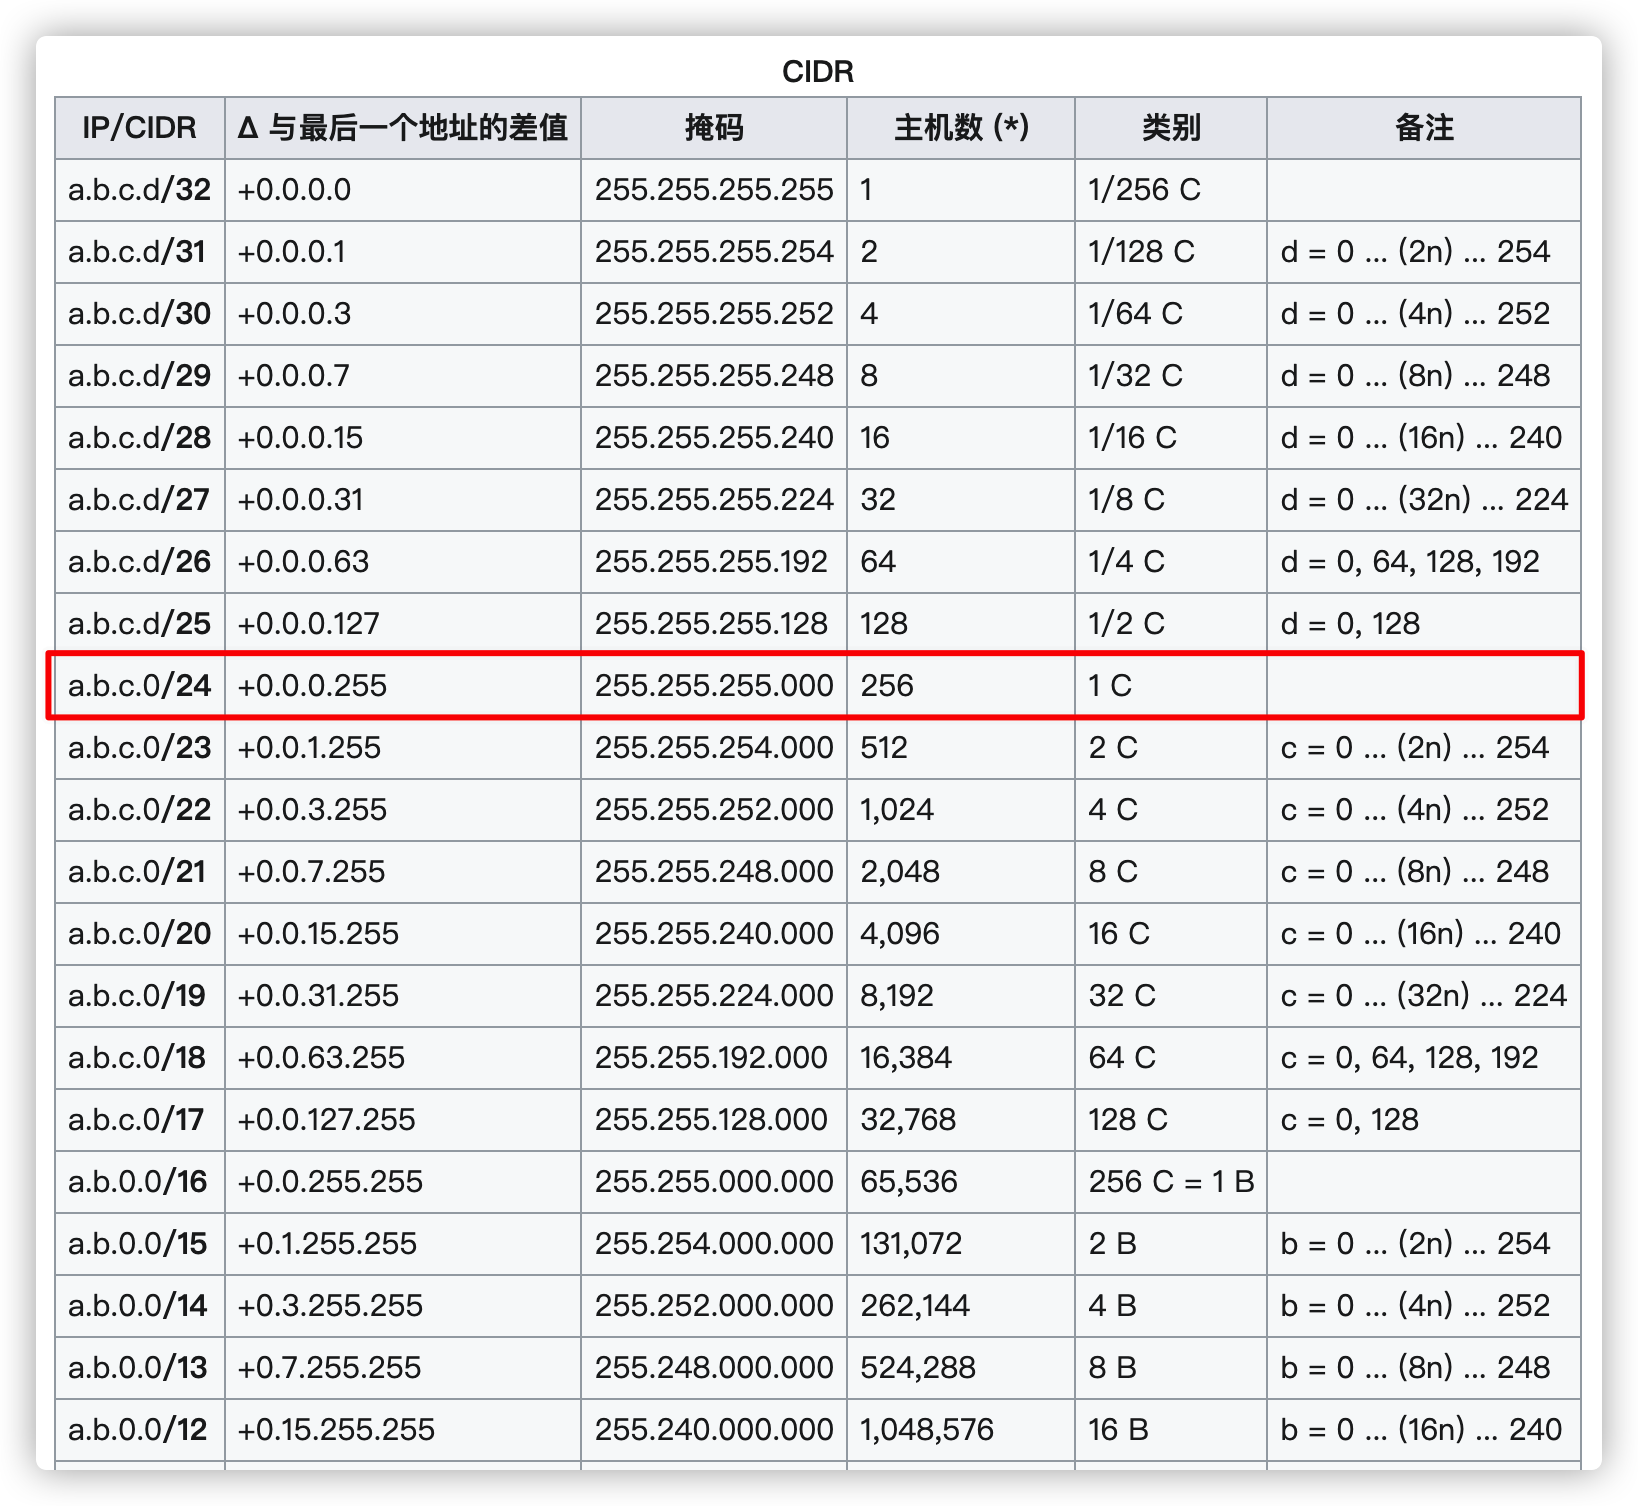 CIDR
IP/CIDR Δ 与最后一个地址的差值 掩码 主机数 (*) 类别 备注
a.b.c.d/32 +0.0.0.0 255.255.255.255 1 1/256 C
a.b.c.d/31 +0.0.0.1 255.255.255.254 2 1/128 C d = 0 ... (2n) ... 254
a.b.c.d/30 +0.0.0.3 255.255.255.252 4 1/64 C d = 0 ... (4n) ... 252
a.b.c.d/29 +0.0.0.7 255.255.255.248 8 1/32 C d = 0 ... (8n) ... 248
a.b.c.d/28 +0.0.0.15 255.255.255.240 16 1/16 C d = 0 ... (16n) ... 240
a.b.c.d/27 +0.0.0.31 255.255.255.224 32 1/8 C d = 0 ... (32n) ... 224
a.b.c.d/26 +0.0.0.63 255.255.255.192 64 1/4 C d = 0, 64, 128, 192
a.b.c.d/25 +0.0.0.127 255.255.255.128 128 1/2 C d = 0, 128
a.b.c.0/24 +0.0.0.255 255.255.255.000 256 1 C
a.b.c.0/23 +0.0.1.255 255.255.254.000 512 2 C c = 0 ... (2n) ... 254
a.b.c.0/22 +0.0.3.255 255.255.252.000 1,024 4 C c = 0 ... (4n) ... 252
a.b.c.0/21 +0.0.7.255 255.255.248.000 2,048 8 C c = 0 ... (8n) ... 248
a.b.c.0/20 +0.0.15.255 255.255.240.000 4,096 16 C c = 0 ... (16n) ... 240
a.b.c.0/19 +0.0.31.255 255.255.224.000 8,192 32 C c = 0 ... (32n) ... 224
a.b.c.0/18 +0.0.63.255 255.255.192.000 16,384 64 C c = 0, 64, 128, 192
a.b.c.0/17 +0.0.127.255 255.255.128.000 32,768 128 C c = 0, 128
a.b.0.0/16 +0.0.255.255 255.255.000.000 65,536 256 C = 1 B
a.b.0.0/15 +0.1.255.255 255.254.000.000 131,072 2 B b = 0 ... (2n) ... 254
a.b.0.0/14 +0.3.255.255 255.252.000.000 262,144 4 B b = 0 ... (4n) ... 252
a.b.0.0/13 +0.7.255.255 255.248.000.000 524,288 8 B b = 0 ... (8n) ... 248
a.b.0.0/12 +0.15.255.255 255.240.000.000 1,048,576 16 B b = 0 ... (16n) ... 240